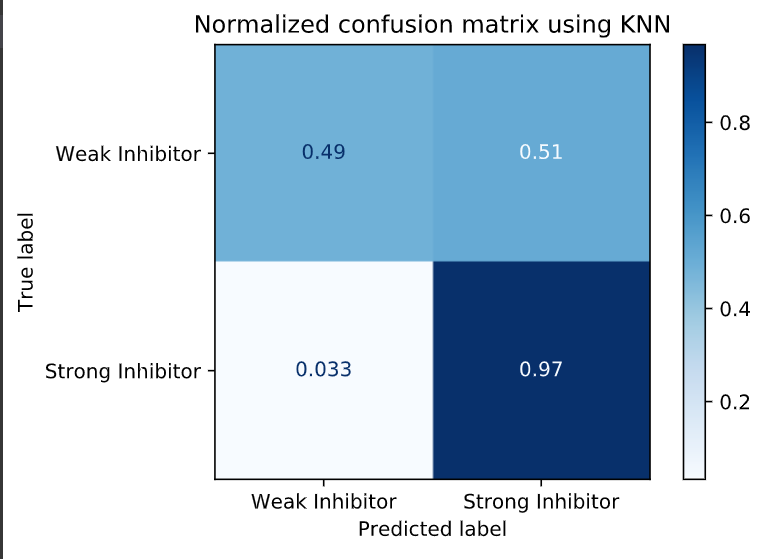 Normalized confusion matrix using KNN
True label
Weak Inhibitor
Strong Inhibitor
0.49
0.51
0.033
0.97
Weak Inhibitor
Strong Inhibitor
Predicted label
0.8
0.6
0.4
0.2